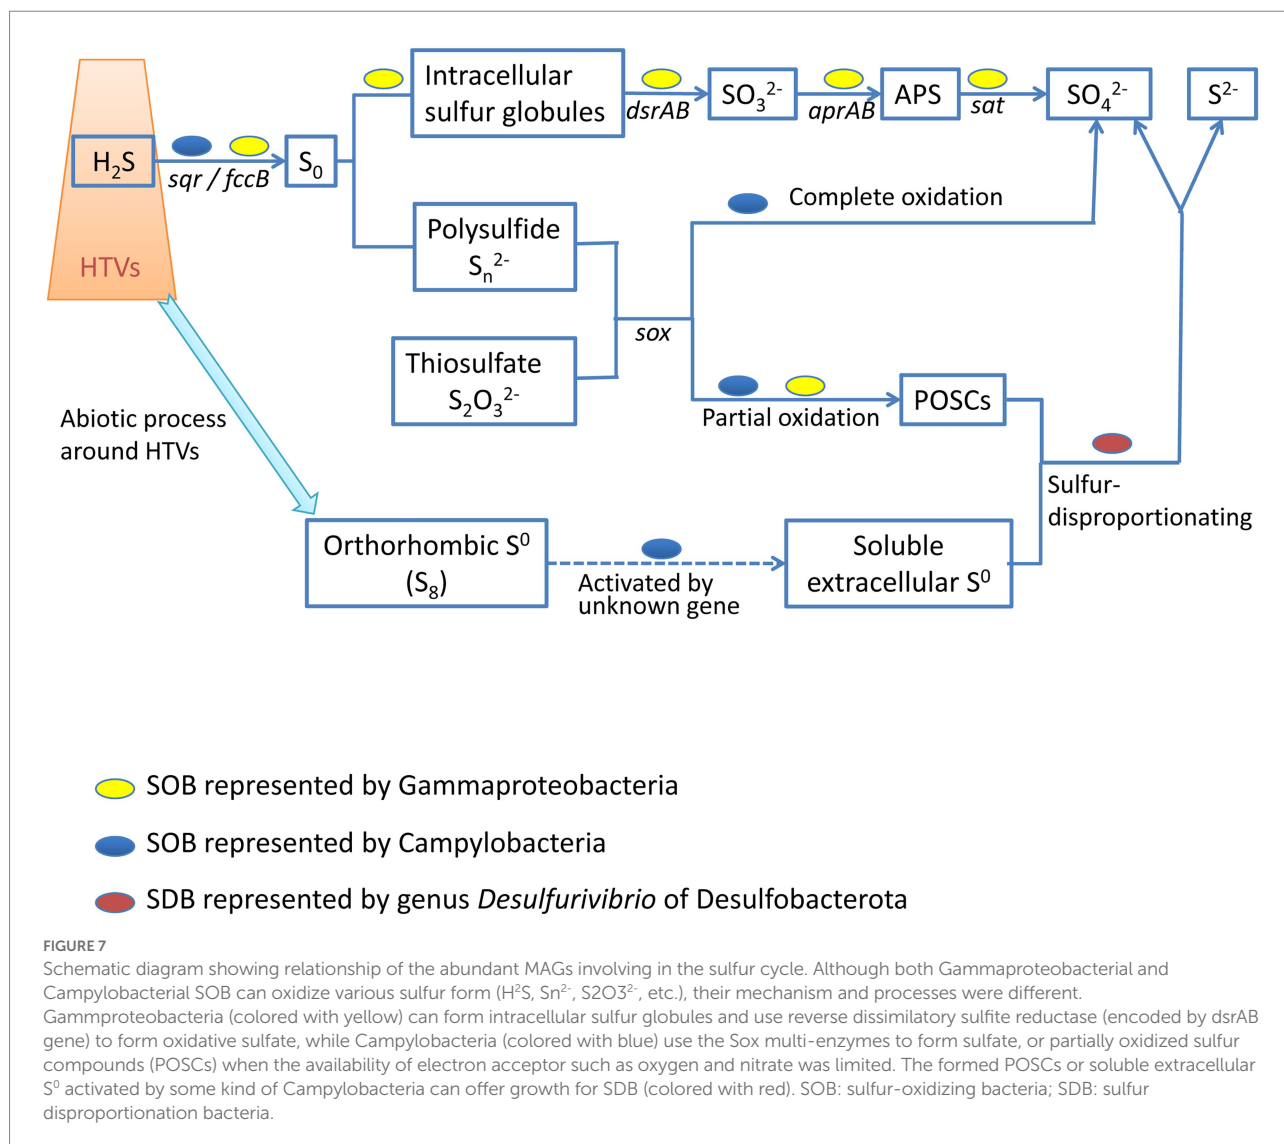 Intracellular
sulfur globules
dsrAB
SO₃²⁻
aprAB
APS
sat
SO₄²⁻
S²⁻
H₂S
sqr / fccB
S₀
HTVs
Polysulfide
Sₙ²⁻
Complete oxidation
sox
Thiosulfate
S₂O₃²⁻
Partial oxidation
POSCs
Abiotic process
around HTVs
Sulfur-
disproportionating
Orthorhombic S⁰
(S₈)
Activated by
unknown gene
Soluble
extracellular S⁰
SOB represented by Gammaproteobacteria
SOB represented by Campylobacteria
SDB represented by genus Desulfurivibrio of Desulfobacterota
FIGURE 7
Schematic diagram showing relationship of the abundant MAGs involving in the sulfur cycle. Although both Gammaproteobacterial and
Campylobacterial SOB can oxidize various sulfur form (H²S, Sn²⁻, S2O3²⁻, etc.), their mechanism and processes were different.
Gammproteobacteria (colored with yellow) can form intracellular sulfur globules and use reverse dissimilatory sulfite reductase (encoded by dsrAB
gene) to form oxidative sulfate, while Campylobacteria (colored with blue) use the Sox multi-enzymes to form sulfate, or partially oxidized sulfur
compounds (POSCs) when the availability of electron acceptor such as oxygen and nitrate was limited. The formed POSCs or soluble extracellular
S⁰ activated by some kind of Campylobacteria can offer growth for SDB (colored with red). SOB: sulfur-oxidizing bacteria; SDB: sulfur
disproportionation bacteria.